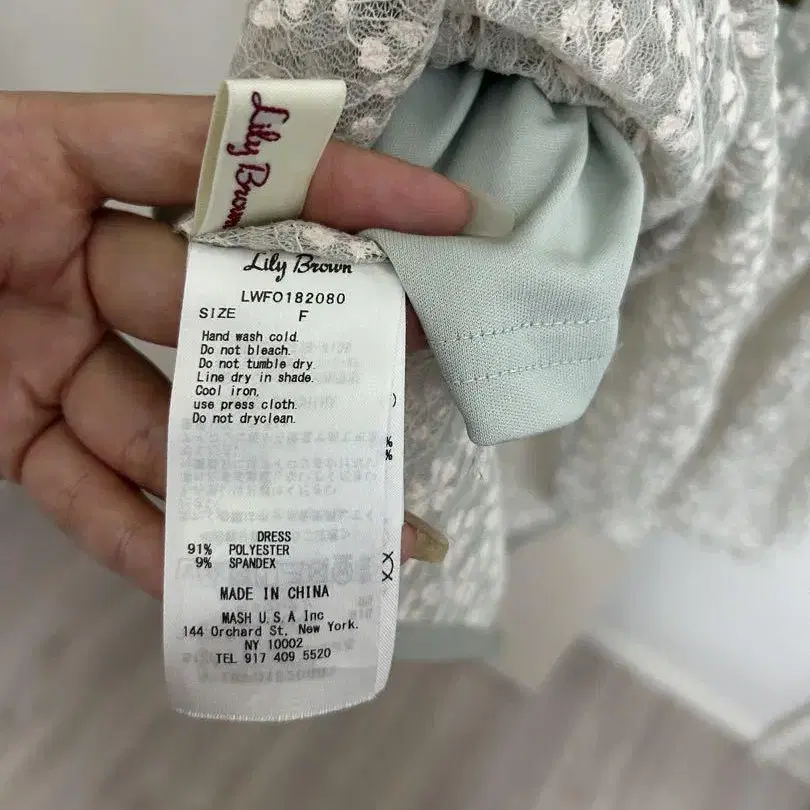 Lily Brown
Lily Brown
LWFO182080
SIZE F
Hand wash cold.
Do not bleach.
Do not tumble dry.
Line dry in shade.
Cool iron,
use press cloth.
Do not dryclean.
DRESS
91% POLYESTER
9% SPANDEX
MADE IN CHINA
MASH U.S.A Inc
144 Orchard St, New York.
NY 10002
TEL 917 409 5520